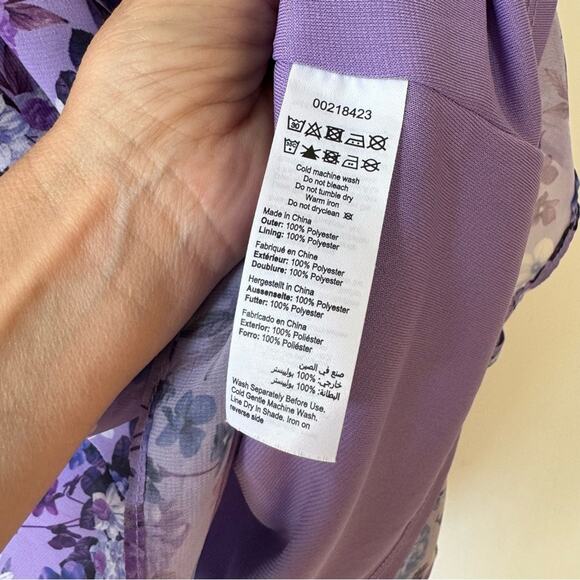 00218423
Cold machine wash
Do not bleach
Do not tumble dry
Warm iron
Do not dryclean
Made in China
Outer: 100% Polyester
Lining: 100% Polyester
Fabriqué en Chine
Extérieur: 100% Polyester
Doublure: 100% Polyester
Hergestellt in China
Aussenseite: 100% Polyester
Futter: 100% Polyester
Fabricado en China
Exterior: 100% Poliéster
Forro: 100% Poliéster
صنع في الصين
خارجي: 100% بوليستر
البطانة: 100% بوليستر
Wash Separately Before Use.
Cold Gentle Machine Wash.
Line Dry In Shade. Iron on
reverse side